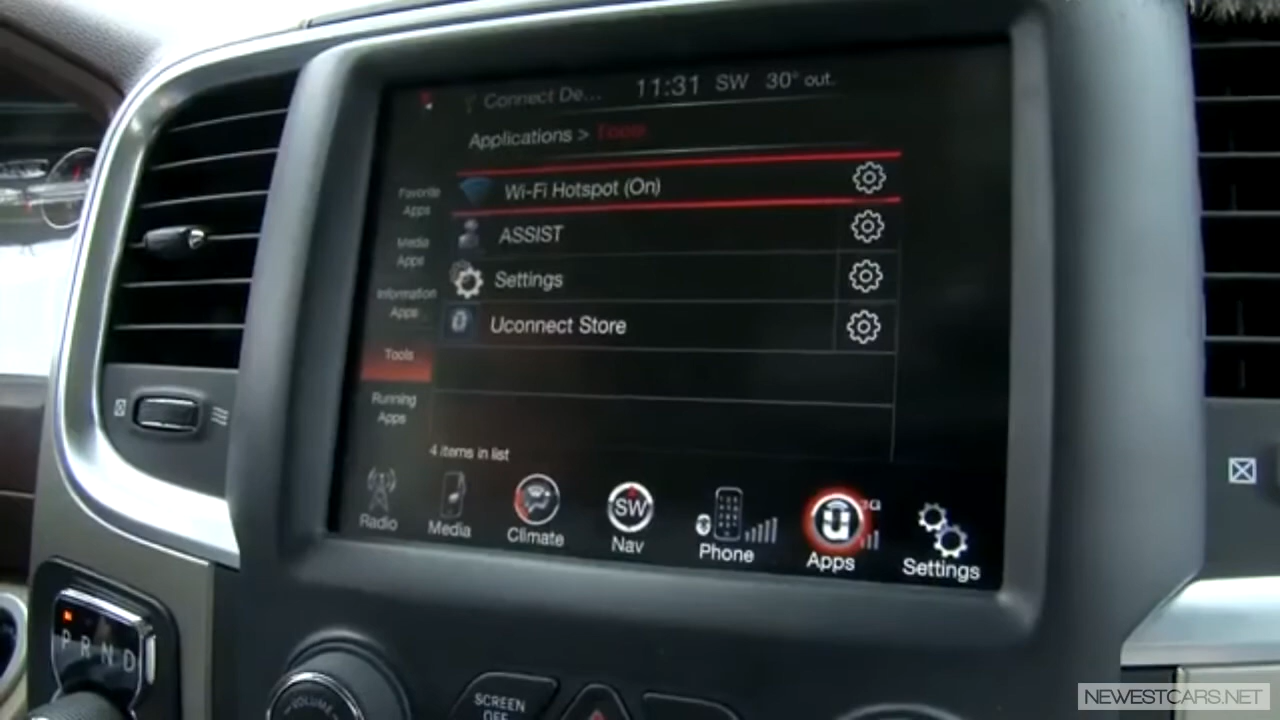 Connect De... 11:31 SW 30° out.
Applications > Tools
Favorite
Apps
Media
Apps
Information
Apps
Tools
Running
Apps
Wi-Fi Hotspot (On)
ASSIST
Settings
Uconnect Store
4 items in list
Radio Media Climate SW Nav Phone U 3G Apps Settings
P R N D
VOLUME
SCREEN
OFF
NEWESTCARS.NET